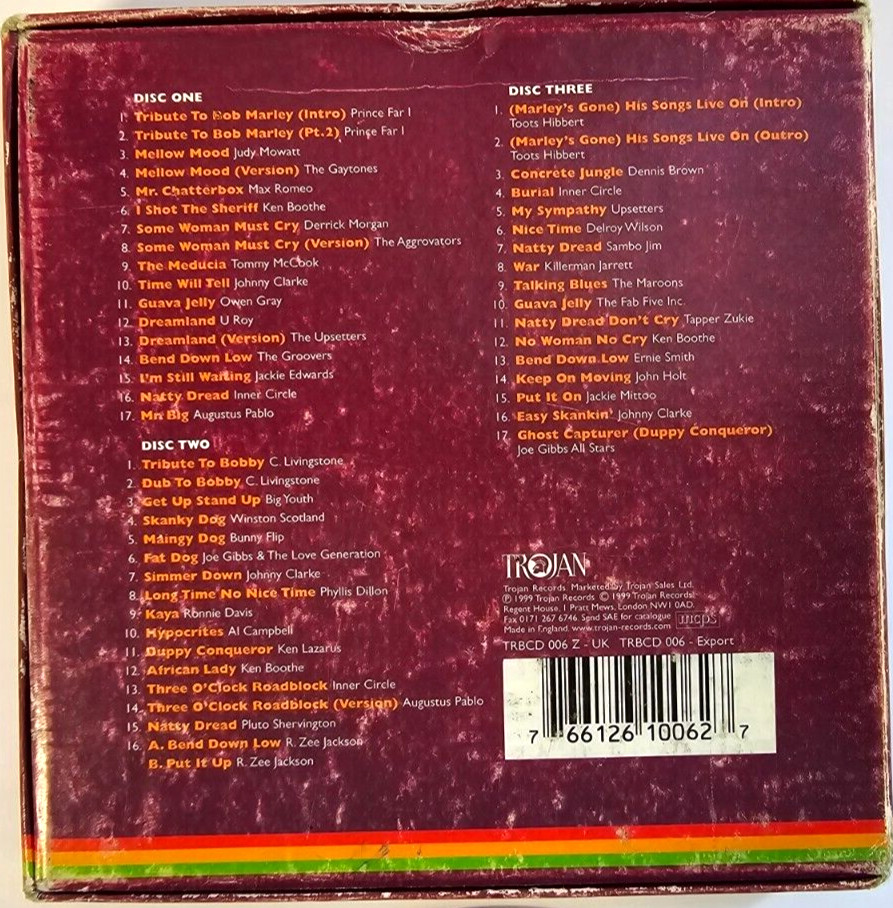 DISC ONE
1. Tribute To Bob Marley (Intro) Prince Far I
2. Tribute To Bob Marley (Pt.2) Prince Far I
3. Mellow Mood Judy Mowatt
4. Mellow Mood (Version) The Gaytones
5. Mr. Chatterbox Max Romeo
6. I Shot The Sheriff Ken Boothe
7. Some Woman Must Cry Derrick Morgan
8. Some Woman Must Cry (Version) The Aggrovators
9. The Meducia Tommy McCook
10. Time Will Tell Johnny Clarke
11. Guava Jelly Owen Gray
12. Dreamland U Roy
13. Dreamland (Version) The Upsetters
14. Bend Down Low The Groovers
15. I'm Still Waiting Jackie Edwards
16. Natty Dread Inner Circle
17. Mr. Big Augustus Pablo
DISC TWO
1. Tribute To Bobby C. Livingstone
2. Dub To Bobby C. Livingstone
3. Get Up Stand Up Big Youth
4. Skanky Dog Winston Scotland
5. Maingy Dog Bunny Flip
6. Fat Dog Joe Gibbs & The Love Generation
7. Simmer Down Johnny Clarke
8. Long Time No Nice Time Phyllis Dillon
9. Kaya Ronnie Davis
10. Hypocrites Al Campbell
11. Duppy Conqueror Ken Lazarus
12. African Lady Ken Boothe
13. Three O'Clock Roadblock Inner Circle
14. Three O'Clock Roadblock (Version) Augustus Pablo
15. Natty Dread Pluto Shervington
16. A. Bend Down Low R. Zee Jackson
B. Put It Up R. Zee Jackson
DISC THREE
1. (Marley's Gone) His Songs Live On (Intro)
Toots Hibbert
2. (Marley's Gone) His Songs Live On (Outro)
Toots Hibbert
3. Concrete Jungle Dennis Brown
4. Burial Inner Circle
5. My Sympathy Upsetters
6. Nice Time Delroy Wilson
7. Natty Dread Sambo Jim
8. War Killerman Jarrett
9. Talking Blues The Maroons
10. Guava Jelly The Fab Five Inc.
11. Natty Dread Don't Cry Tapper Zukie
12. No Woman No Cry Ken Boothe
13. Bend Down Low Ernie Smith
14. Keep On Moving John Holt
15. Put It On Jackie Mittoo
16. Easy Skankin' Johnny Clarke
17. Ghost Capturer (Duppy Conqueror)
Joe Gibbs All Stars
TROJAN
Trojan Records. Marketed by Trojan Sales Ltd.
℗ 1999 Trojan Records © 1999 Trojan Records
Regent House, 1 Pratt Mews, London NW1 0AD.
Fax 0171 267 6746. Send SAE for catalogue mcps
Made in England. www.trojan-records.com
TRBCD 006 Z - UK TRBCD 006 - Export
7 66126 10062 7